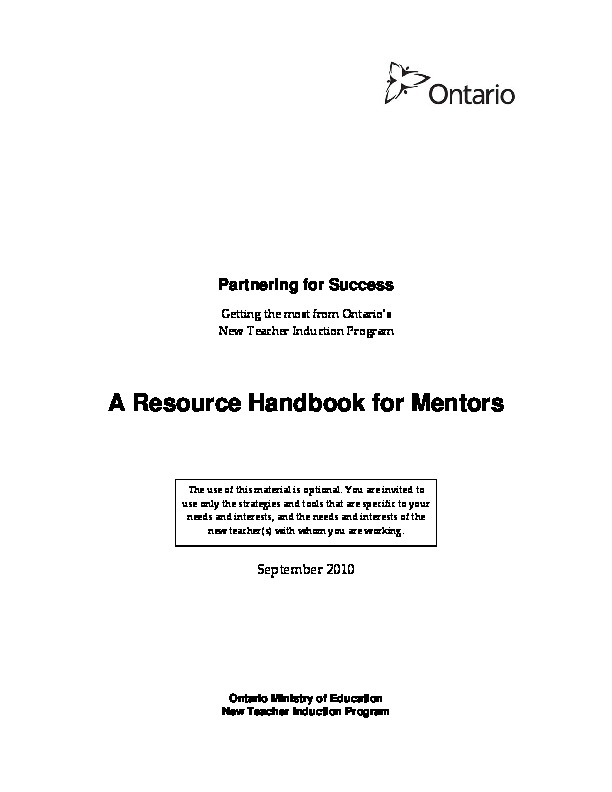 Ontario
Partnering for Success
Getting the most from Ontario's
New Teacher Induction Program
A Resource Handbook for Mentors
The use of this material is optional. You are invited to
use only the strategies and tools that are specific to your
needs and interests, and the needs and interests of the
new teacher(s) with whom you are working.
September 2010
Ontario Ministry of Education
New Teacher Induction Program